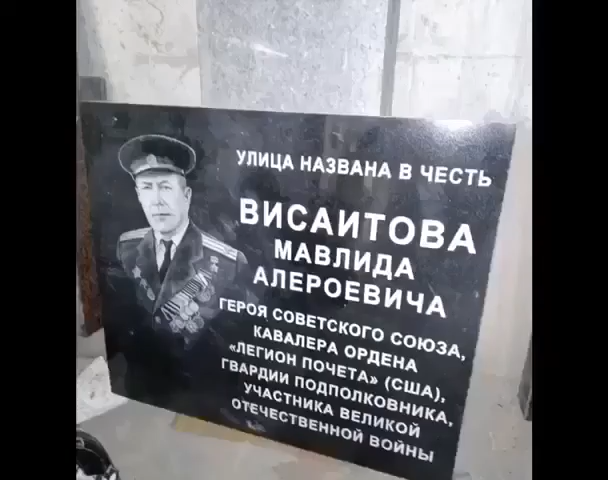 УЛИЦА НАЗВАНА В ЧЕСТЬ
ВИСАИТОВА
МАВЛИДА
АЛЕРОЕВИЧА
ГЕРОЯ СОВЕТСКОГО СОЮЗА,
КАВАЛЕРА ОРДЕНА
«ЛЕГИОН ПОЧЕТА» (США),
ГВАРДИИ ПОДПОЛКОВНИКА,
УЧАСТНИКА ВЕЛИКОЙ
ОТЕЧЕСТВЕННОЙ ВОЙНЫ